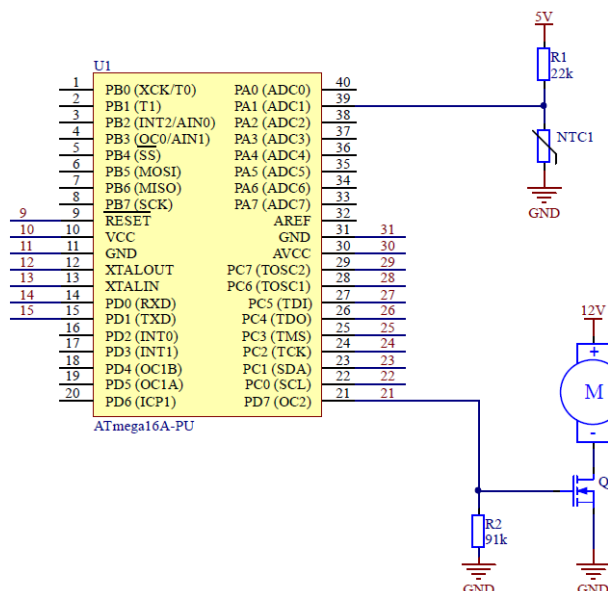 5V
R1
22k
NTC1
GND
U1
1 PB0 (XCK/T0) PA0 (ADC0) 40
2 PB1 (T1) PA1 (ADC1) 39
3 PB2 (INT2/AIN0) PA2 (ADC2) 38
4 PB3 (OC0/AIN1) PA3 (ADC3) 37
5 PB4 (SS) PA4 (ADC4) 36
6 PB5 (MOSI) PA5 (ADC5) 35
7 PB6 (MISO) PA6 (ADC6) 34
8 PB7 (SCK) PA7 (ADC7) 33
9 9 RESET AREF 32
10 10 VCC GND 31 31
11 11 GND AVCC 30 30
12 12 XTALOUT PC7 (TOSC2) 29 29
13 13 XTALIN PC6 (TOSC1) 28 28
14 14 PD0 (RXD) PC5 (TDI) 27 27
15 15 PD1 (TXD) PC4 (TDO) 26 26
16 PD2 (INT0) PC3 (TMS) 25 25
17 PD3 (INT1) PC2 (TCK) 24 24
18 PD4 (OC1B) PC1 (SDA) 23 23
19 PD5 (OC1A) PC0 (SCL) 22 22
20 PD6 (ICP1) PD7 (OC2) 21 21
ATmega16A-PU
12V
+
M
-
Q
R2
91k
GND
GND